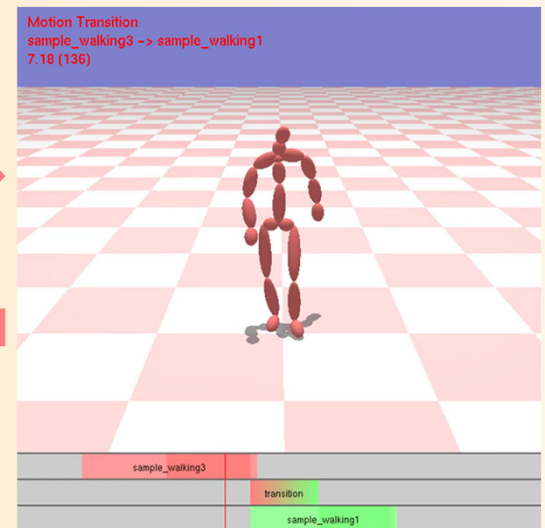 Motion Transition
sample_walking3 -> sample_walking1
7.18 (136)
sample_walking3
transition
sample_walking1